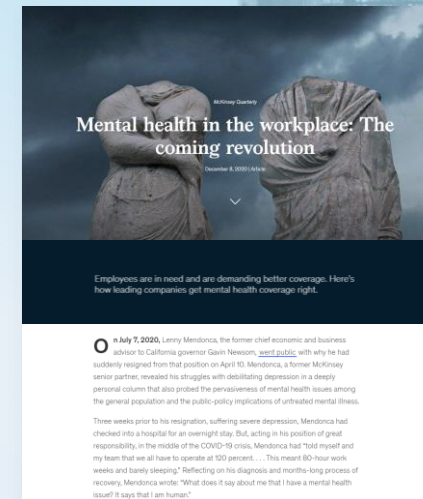 McKinsey Quarterly
Mental health in the workplace: The
coming revolution
December 8, 2020 | Article
Employees are in need and are demanding better coverage. Here's
how leading companies get mental health coverage right.
On July 7, 2020, Lenny Mendonca, the former chief economic and business
advisor to California governor Gavin Newsom, went public with why he had
suddenly resigned from that position on April 10. Mendonca, a former McKinsey
senior partner, revealed his struggles with debilitating depression in a deeply
personal column that also probed the pervasiveness of mental health issues among
the general population and the public-policy implications of untreated mental illness.
Three weeks prior to his resignation, suffering severe depression, Mendonca had
checked into a hospital for an overnight stay. But, acting in his position of great
responsibility, in the middle of the COVID-19 crisis, Mendonca had "told myself and
my team that we all have to operate at 120 percent. . . . This meant 80-hour work
weeks and barely sleeping." Reflecting on his diagnosis and months-long process of
recovery, Mendonca wrote: "What does it say about me that I have a mental health
issue? It says that I am human."